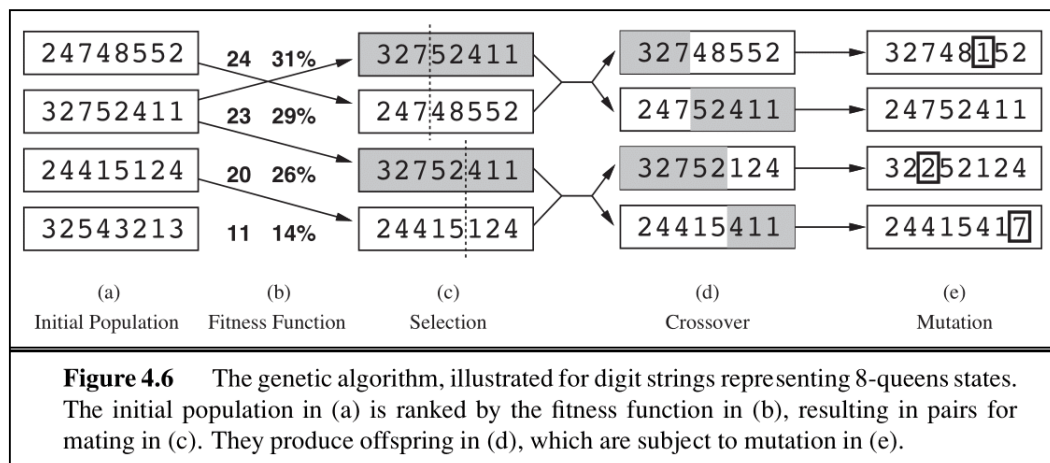 24748552 24 31% 32752411 32748552 32748152
32752411 23 29% 24748552 24752411 24752411
24415124 20 26% 32752411 32752124 32252124
32543213 11 14% 24415124 24415411 24415417
(a) (b) (c) (d) (e)
Initial Population Fitness Function Selection Crossover Mutation
Figure 4.6 The genetic algorithm, illustrated for digit strings representing 8-queens states.
The initial population in (a) is ranked by the fitness function in (b), resulting in pairs for
mating in (c). They produce offspring in (d), which are subject to mutation in (e).